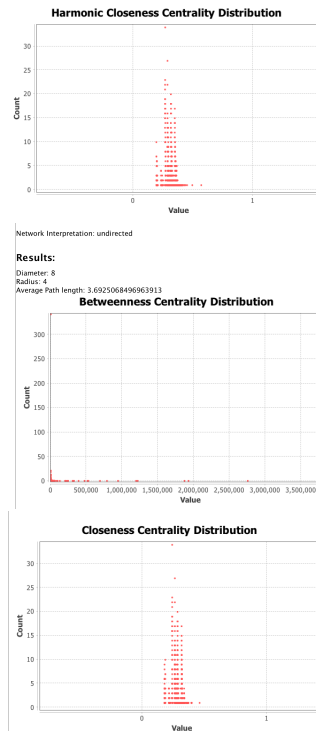 Harmonic Closeness Centrality Distribution
30
25
20
15
10
5
0
Count
0 1
Value
Network Interpretation: undirected
Results:
Diameter: 8
Radius: 4
Average Path length: 3.6925068496963913
Betweenness Centrality Distribution
300
250
200
150
100
50
0
Count
0 500,000 1,000,000 1,500,000 2,000,000 2,500,000 3,000,000 3,500,000
Value
Closeness Centrality Distribution
30
25
20
15
10
5
0
Count
0 1
Value